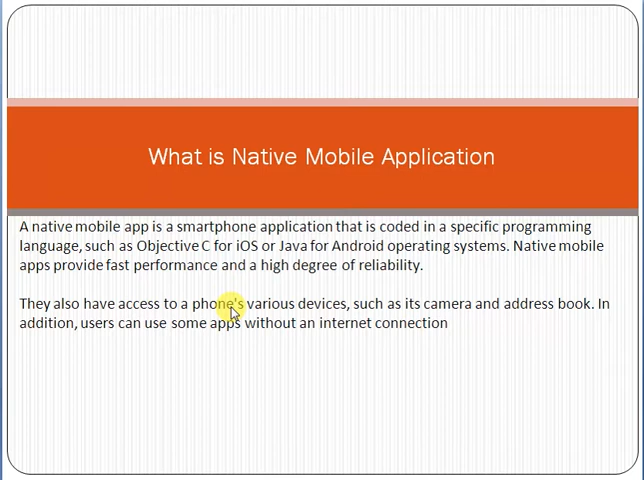 What is Native Mobile Application
A native mobile app is a smartphone application that is coded in a specific programming
language, such as Objective C for iOS or Java for Android operating systems. Native mobile
apps provide fast performance and a high degree of reliability.
They also have access to a phone's various devices, such as its camera and address book. In
addition, users can use some apps without an internet connection